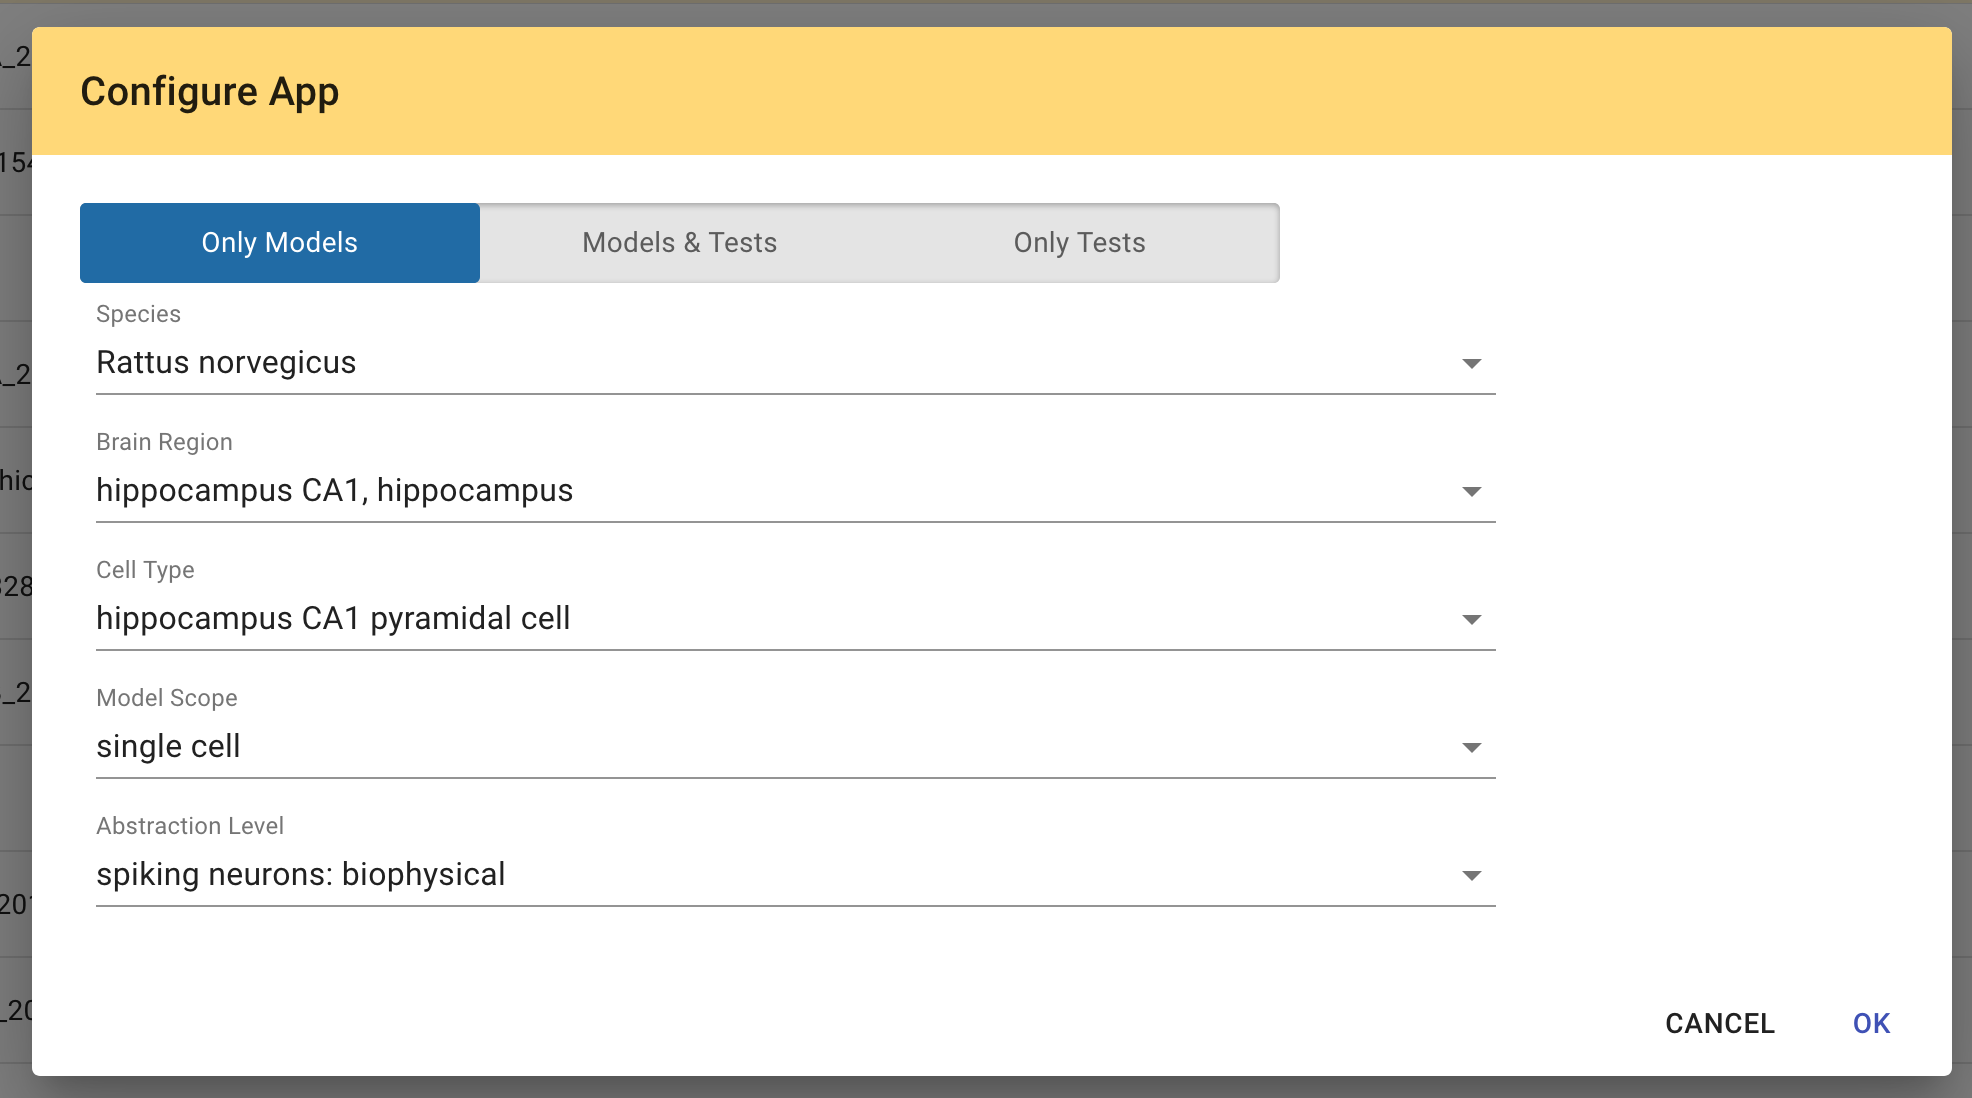 Configure App
Only Models Models & Tests Only Tests
Species
Rattus norvegicus
Brain Region
hippocampus CA1, hippocampus
Cell Type
hippocampus CA1 pyramidal cell
Model Scope
single cell
Abstraction Level
spiking neurons: biophysical
CANCEL OK